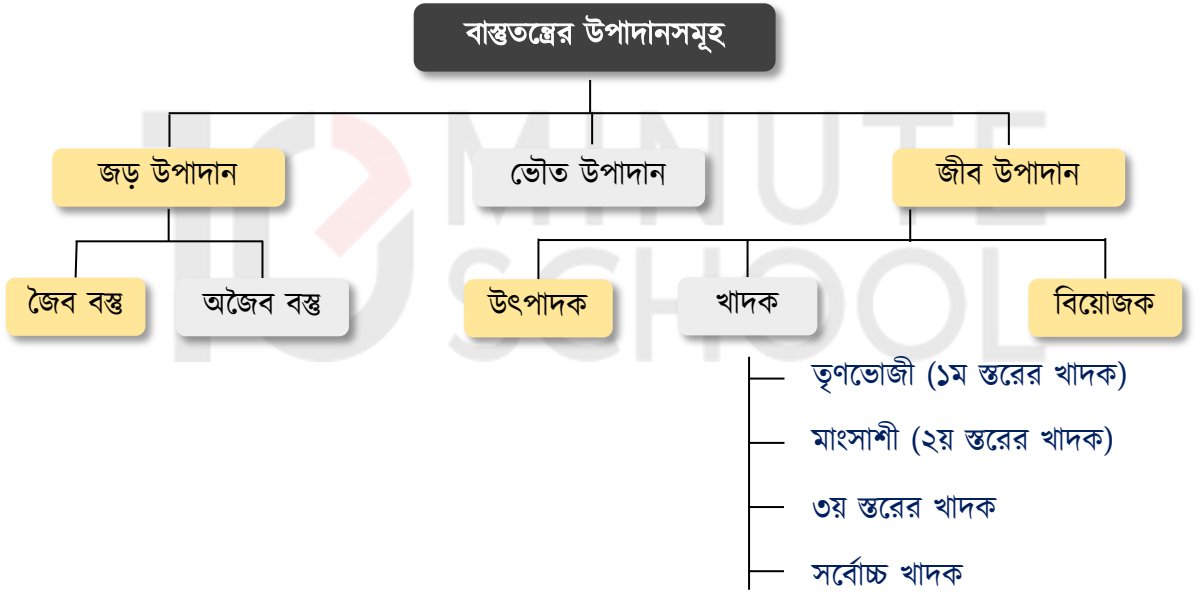 বাস্তুতন্ত্রের উপাদানসমূহ
জড় উপাদান
ভৌত উপাদান
জীব উপাদান
জৈব বস্তু
অজৈব বস্তু
উৎপাদক
খাদক
বিয়োজক
তৃণভোজী (১ম স্তরের খাদক)
মাংসাশী (২য় স্তরের খাদক)
৩য় স্তরের খাদক
সর্বোচ্চ খাদক
10 MINUTE
SCHOOL